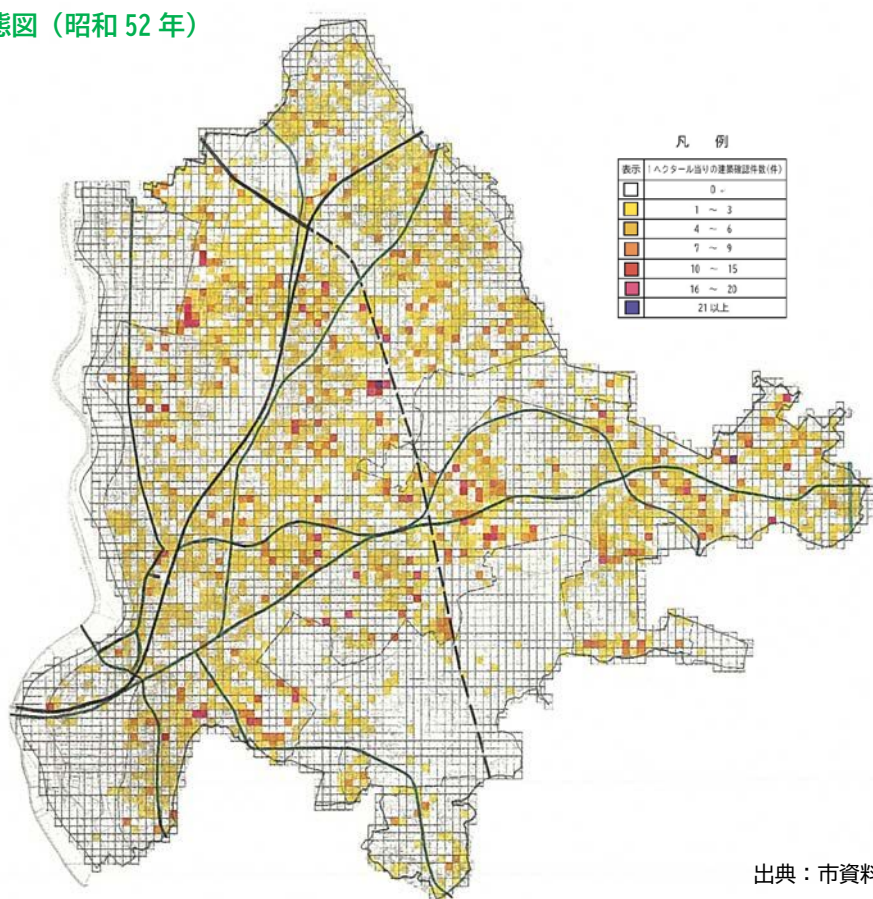 態図（昭和 52 年）
凡 例
表示 1ヘクタール当りの建築確認件数(件)
0
1 ～ 3
4 ～ 6
7 ～ 9
10 ～ 15
16 ～ 20
21 以上
出典：市資料